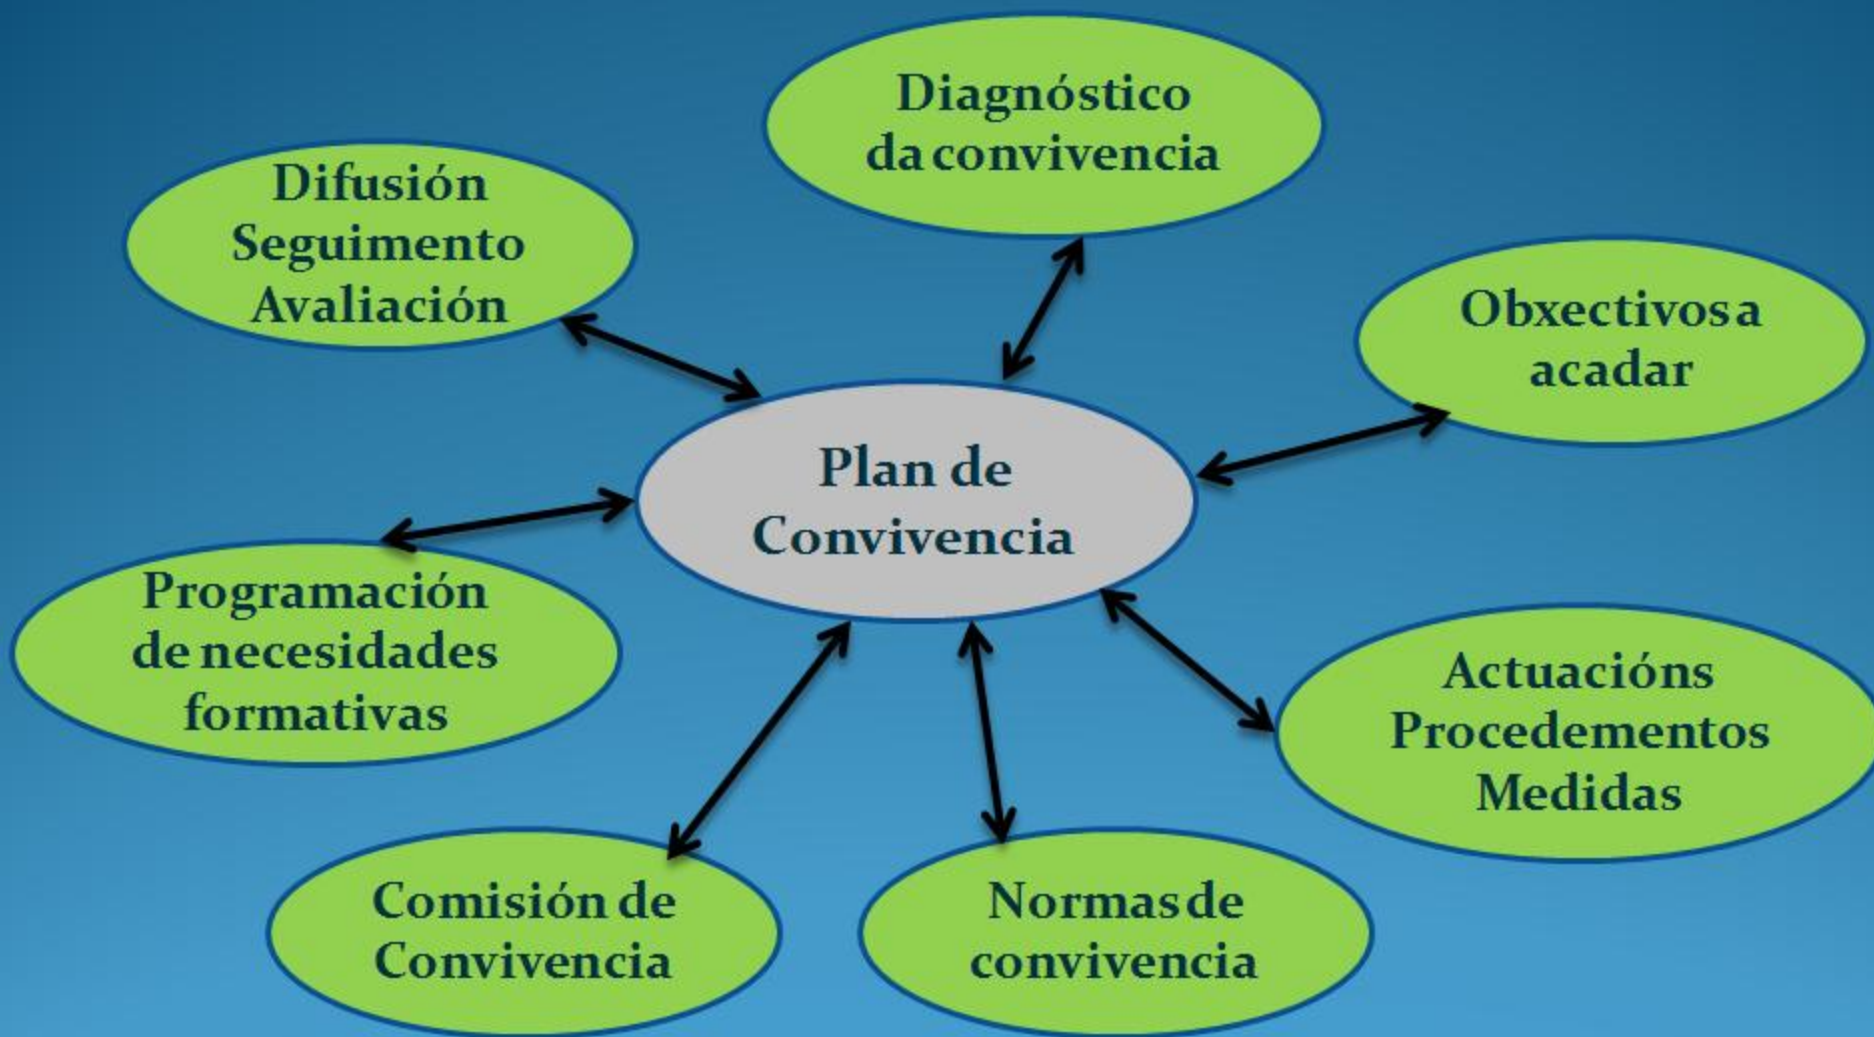 Diagnóstico
da convivencia
Difusión
Seguimento
Avaliación
Obxectivos a
acadar
Plan de
Convivencia
Programación
de necesidades
formativas
Actuacións
Procedementos
Medidas
Comisión de
Convivencia
Normas de
convivencia